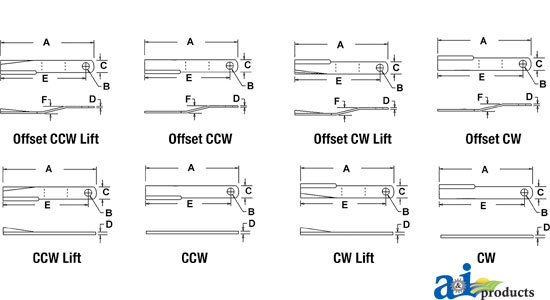 A A A A
C C C C
E E E E
B B B B
F D F D F D F D
Offset CCW Lift Offset CCW Offset CW Lift Offset CW
A A A A
C C C C
E E E E
B B B B
D D D D
CCW Lift CCW CW Lift CW
a&i
products